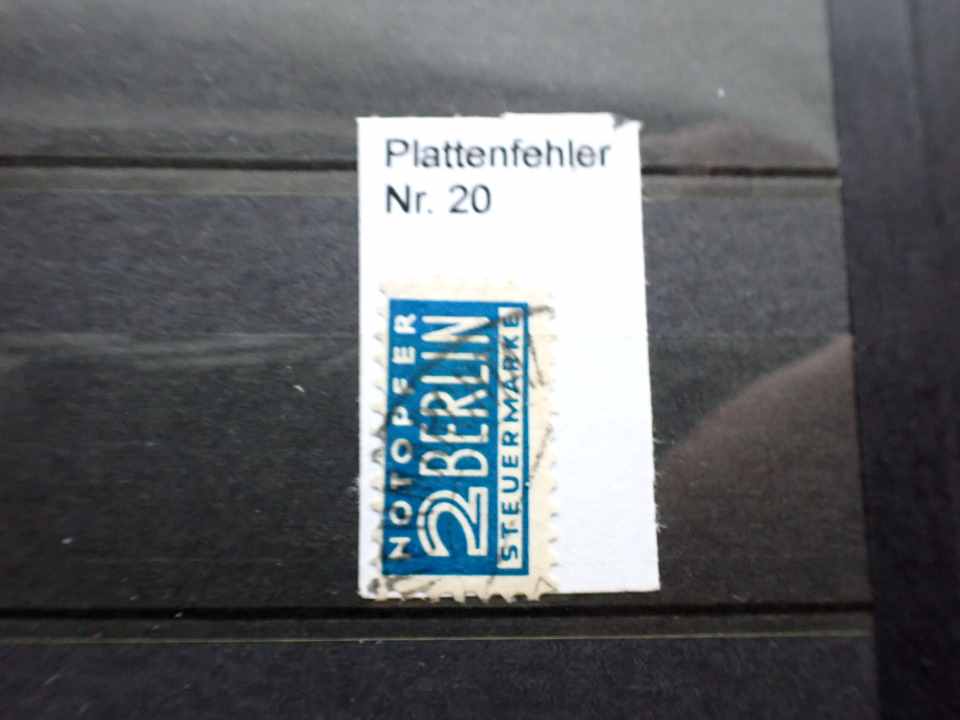 Plattenfehler
Nr. 20
NOTOPFER
2 BERLIN
STEUERMARKE